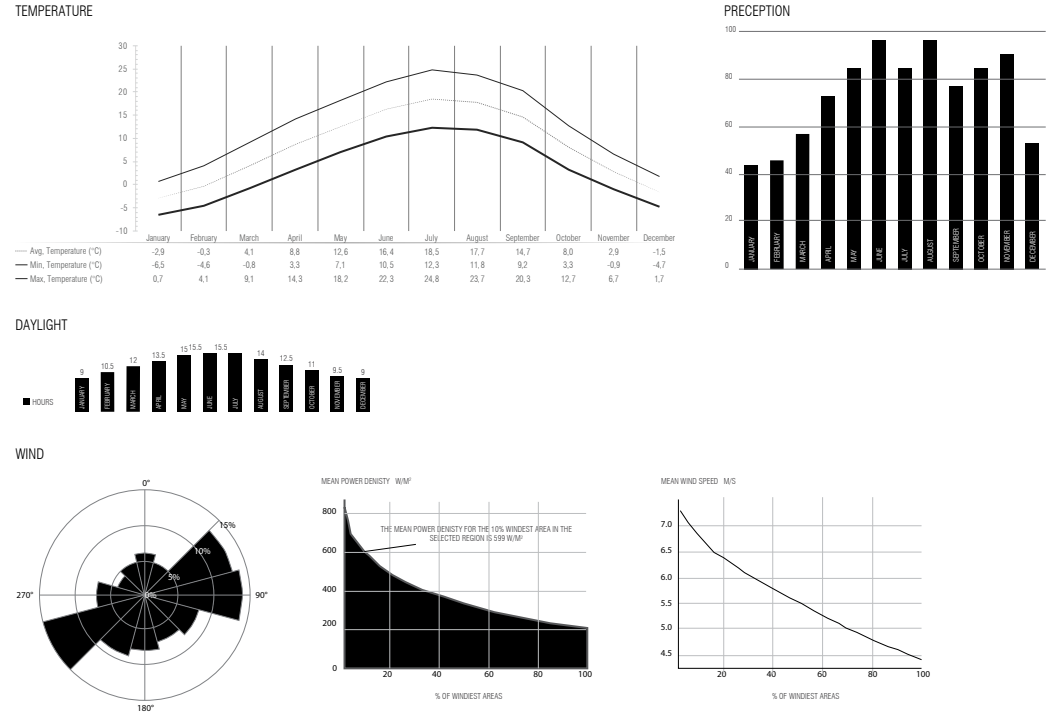 TEMPERATURE
30
25
20
15
10
5
0
-5
-10
January February March April May June July August September October November December
Avg, Temperature (°C) -2,9 -0,3 4,1 8,8 12,6 16,4 18,5 17,7 14,7 8,0 2,9 -1,5
Min, Temperature (°C) -6,5 -4,6 -0,8 3,3 7,1 10,5 12,3 11,8 9,2 3,3 -0,9 -4,7
Max, Temperature (°C) 0,7 4,1 9,1 14,3 18,2 22,3 24,8 23,7 20,3 12,7 6,7 1,7
PRECEPTION
100
80
60
40
20
0
JANUARY FEBRUARY MARCH APRIL MAY JUNE JULY AUGUST SEPTEMBER OCTOBER NOVEMBER DECEMBER
DAYLIGHT
9 10.5 12 13.5 15 15.5 15.5 14 12.5 11 9,5 9
HOURS
JANUARY FEBRUARY MARCH APRIL MAY JUNE JULY AUGUST SEPTEMBER OCTOBER NOVEMBER DECEMBER
WIND
0°
15%
10%
5%
0%
270°
90°
180°
MEAN POWER DENISTY W/M²
800
600
400
200
0
THE MEAN POWER DENISTY FOR THE 10% WINDEST AREA IN THE
SELECTED REGION IS 599 W/M²
20 40 60 80 100
% OF WINDIEST AREAS
MEAN WIND SPEED M/S
7.0
6.5
6.0
5.5
5.0
4.5
20 40 60 80 100
% OF WINDIEST AREAS